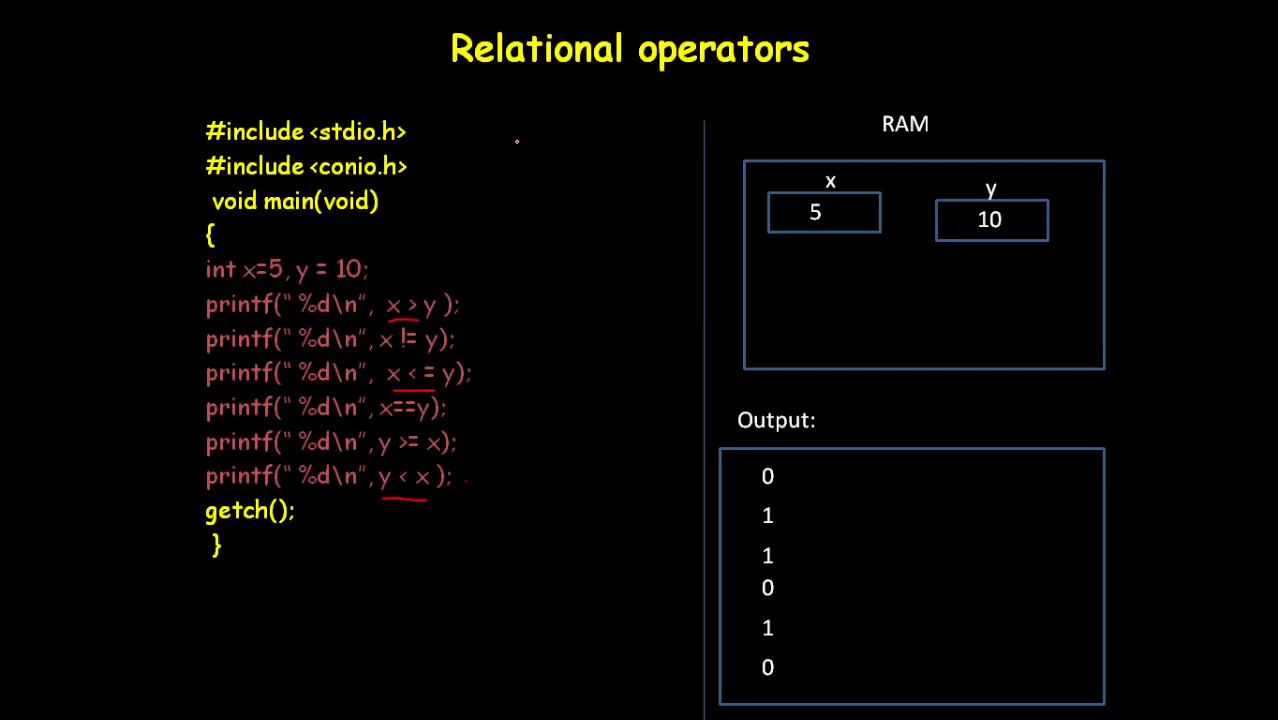 Relational operators
#include <stdio.h>
#include <conio.h>
void main(void)
{
int x=5, y = 10;
printf(“ %d\n”, x > y );
printf(“ %d\n”, x != y);
printf(“ %d\n”, x < = y);
printf(“ %d\n”, x==y);
printf(“ %d\n”, y >= x);
printf(“ %d\n”, y < x );
getch();
}
RAM
x
y
5
10
Output:
0
1
1
0
1
0